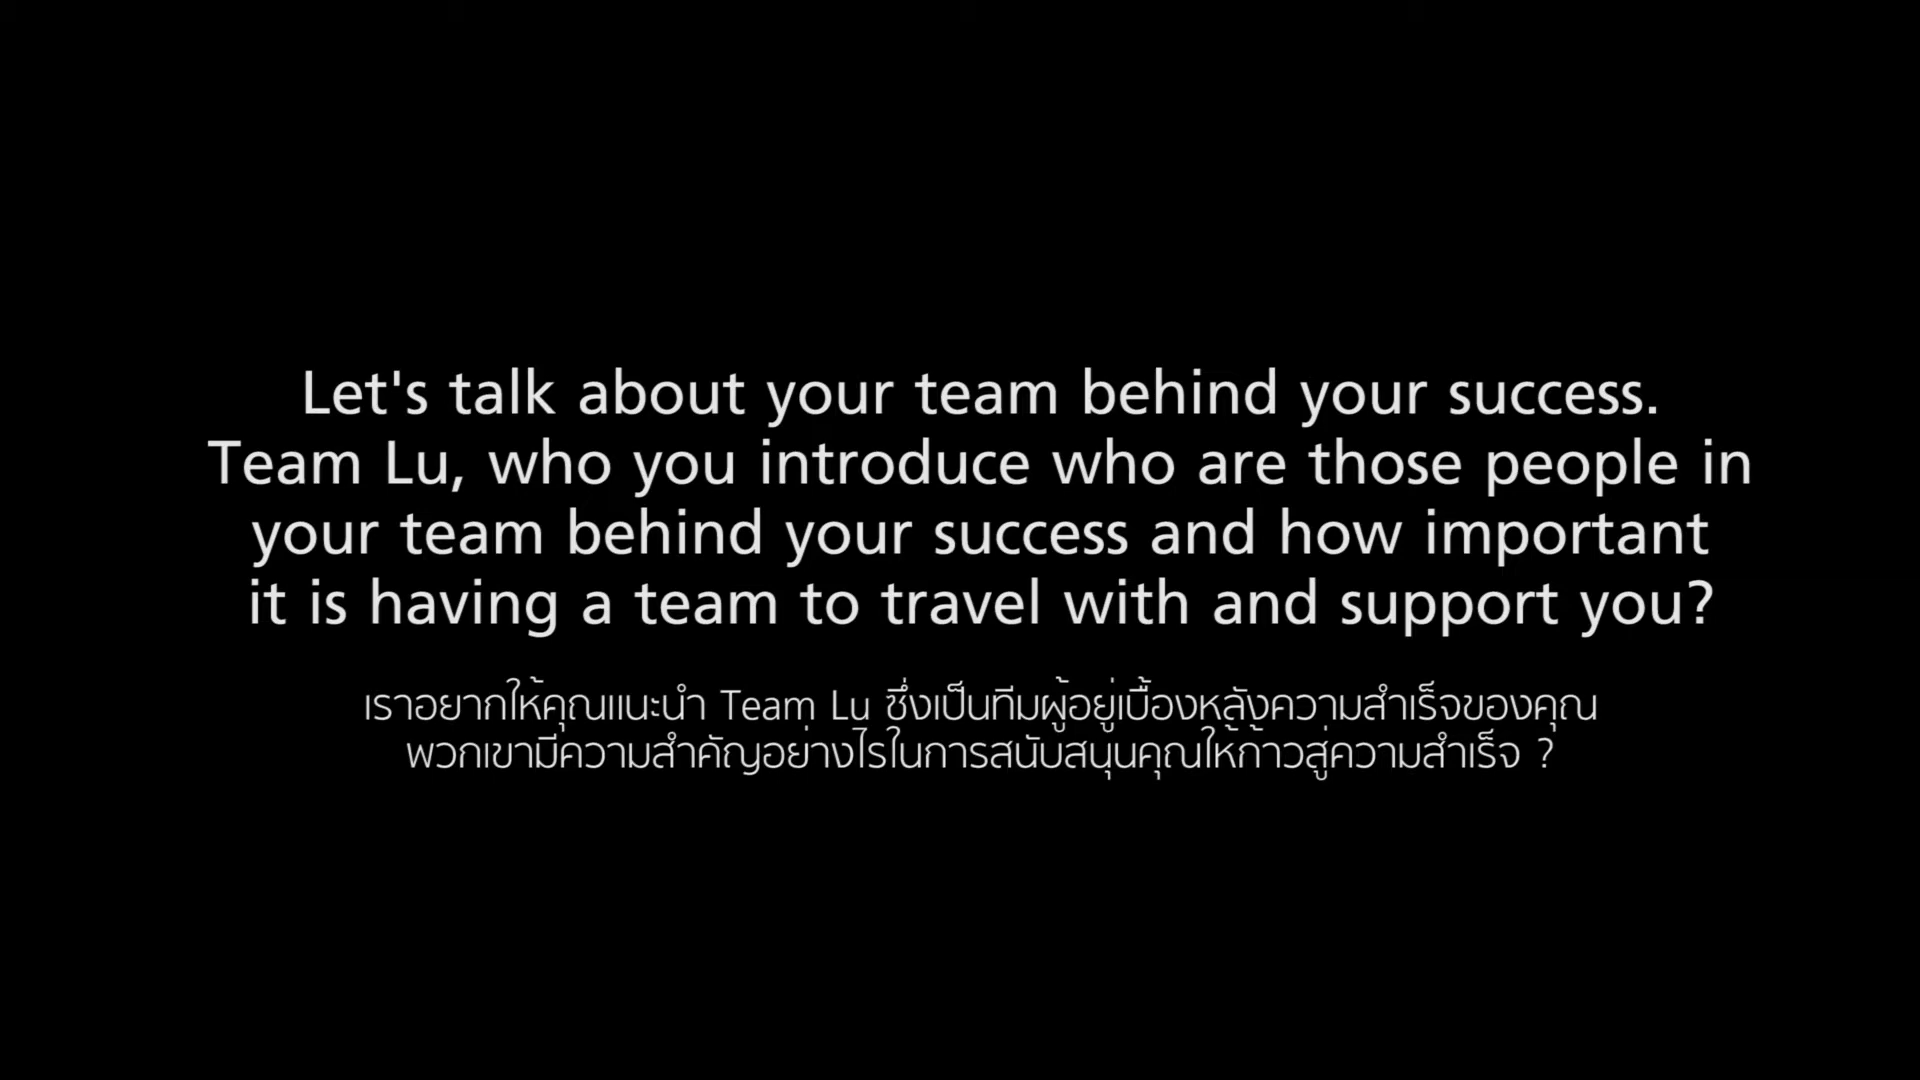 Let's talk about your team behind your success.
Team Lu, who you introduce who are those people in
your team behind your success and how important
it is having a team to travel with and support you?
เราอยากให้คุณแนะนำ Team Lu ซึ่งเป็นทีมผู้อยู่เบื้องหลังความสำเร็จของคุณ
พวกเขามีความสำคัญอย่างไรในการสนับสนุนคุณให้ก้าวสู่ความสำเร็จ ?